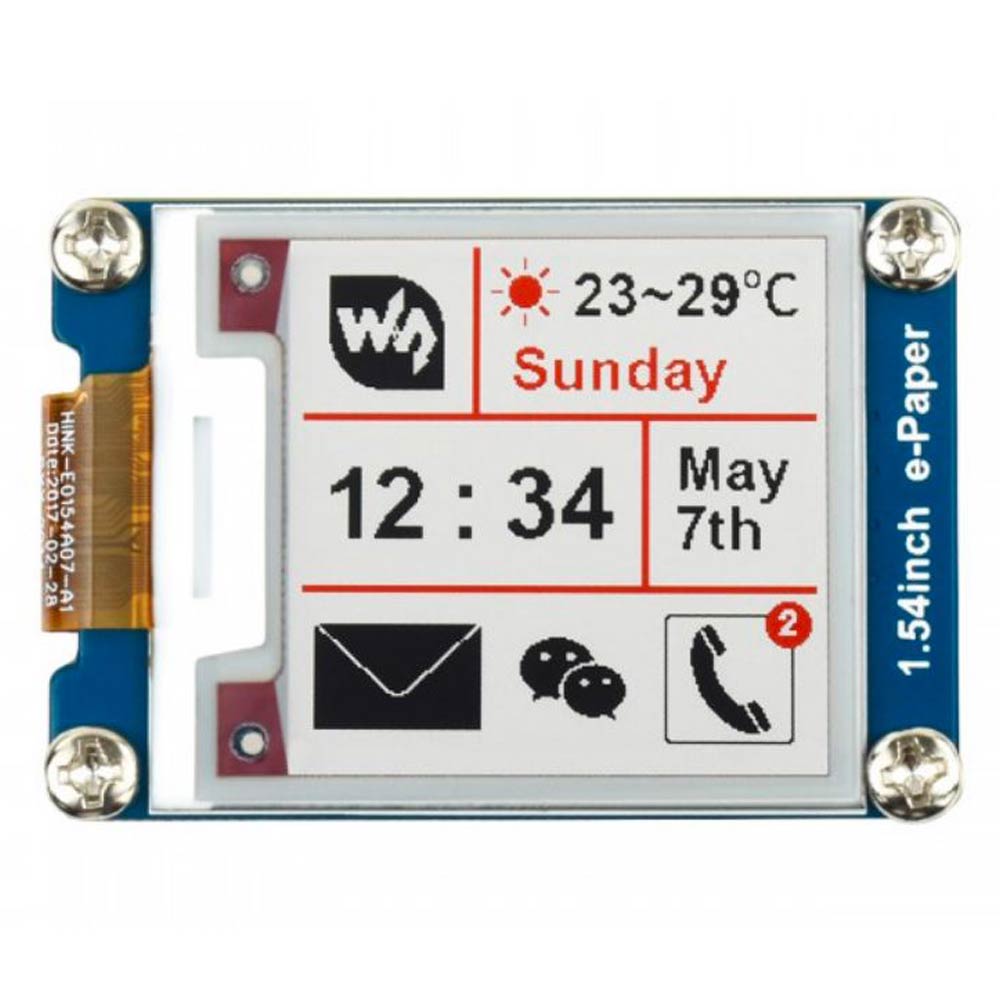 23~29°C
Sunday
12 : 34
May
7th
2
1.54inch e-Paper
HINK-E0154A07-A1
Date:2017-02-28